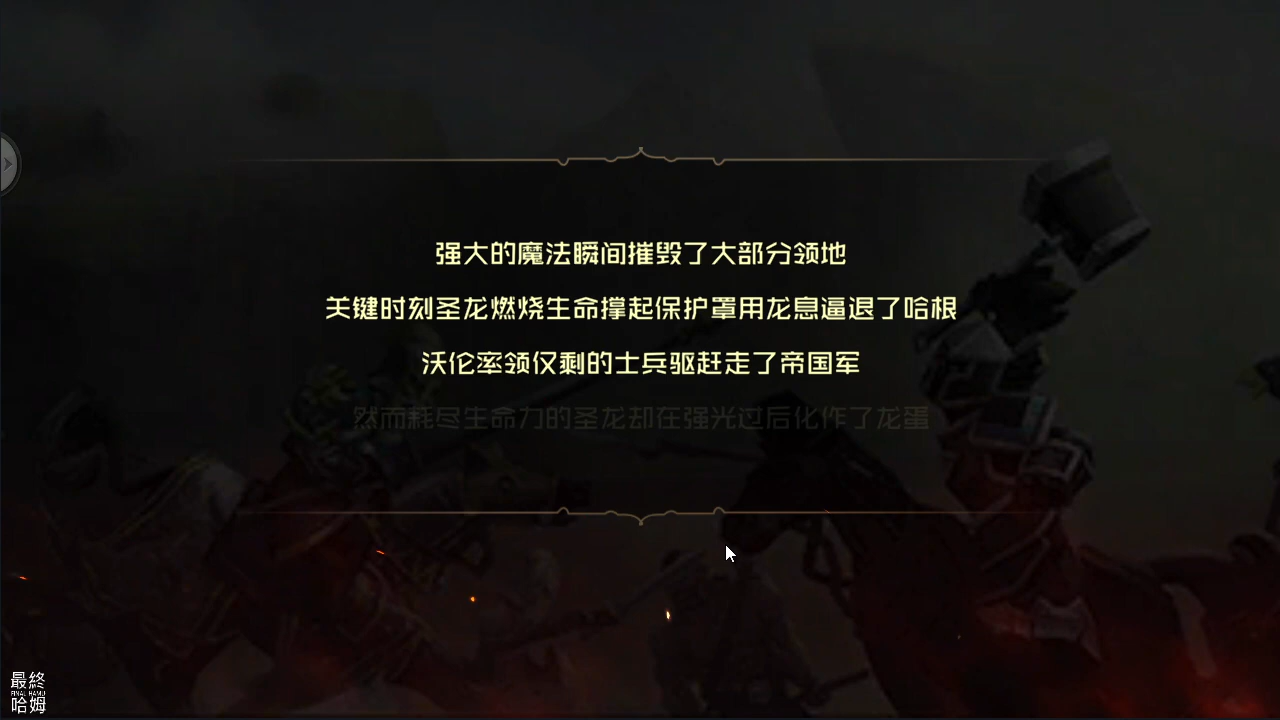 强大的魔法瞬间摧毁了大部分领地
关键时刻圣龙燃烧生命撑起保护罩用龙息逼退了哈根
沃伦率领仅剩的士兵驱赶走了帝国军
然而耗尽生命力的圣龙却在强光过后化作了龙蛋
最終
FINAL HAMU
哈姆